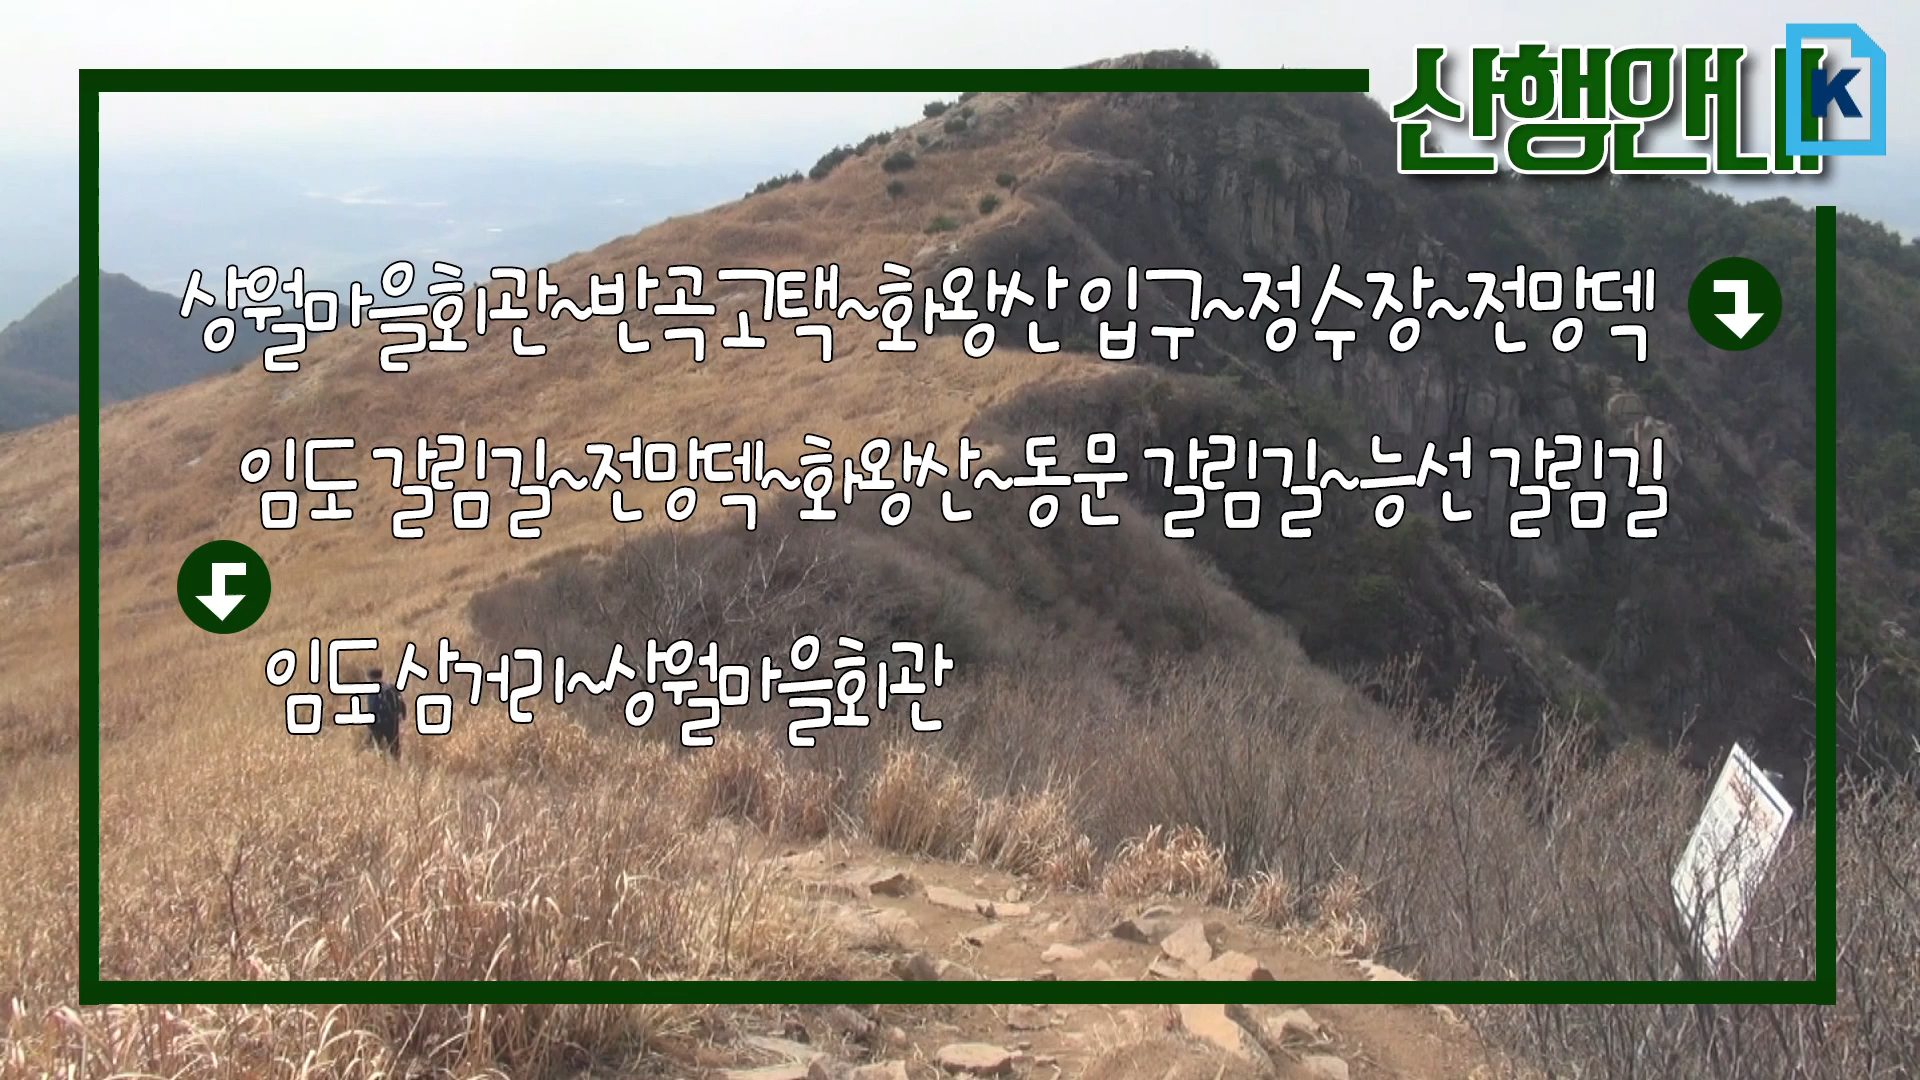 산행안내
K
상월마을회관~반곡고택~화왕산 입구~정수장~전망덱
임도 갈림길~전망덱~화왕산~동문 갈림길~능선 갈림길
임도 삼거리~상월마을회관